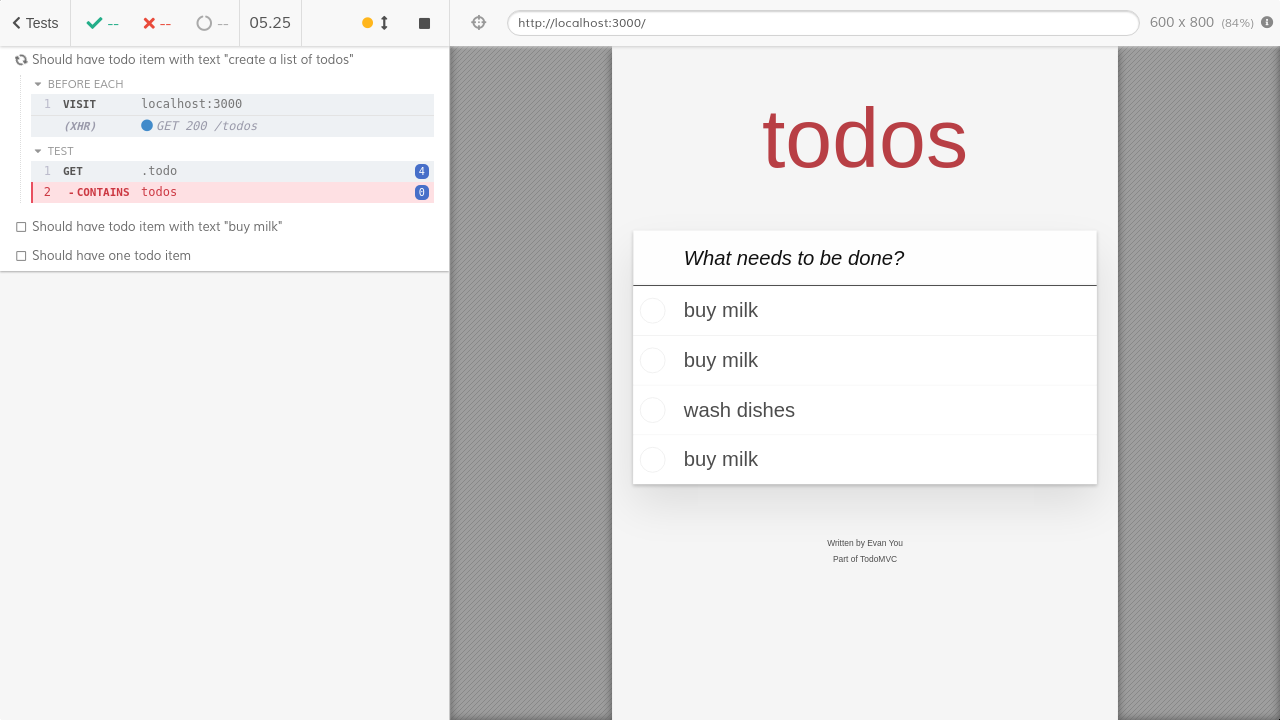 Tests -- -- -- 05.25
Should have todo item with text "create a list of todos"
BEFORE EACH
1 VISIT localhost:3000
(XHR) GET 200 /todos
TEST
1 GET .todo 4
2 -CONTAINS todos 0
Should have todo item with text "buy milk"
Should have one todo item
http://localhost:3000/ 600 x 800 (84%)
todos
What needs to be done?
buy milk
buy milk
wash dishes
buy milk
Written by Evan You
Part of TodoMVC